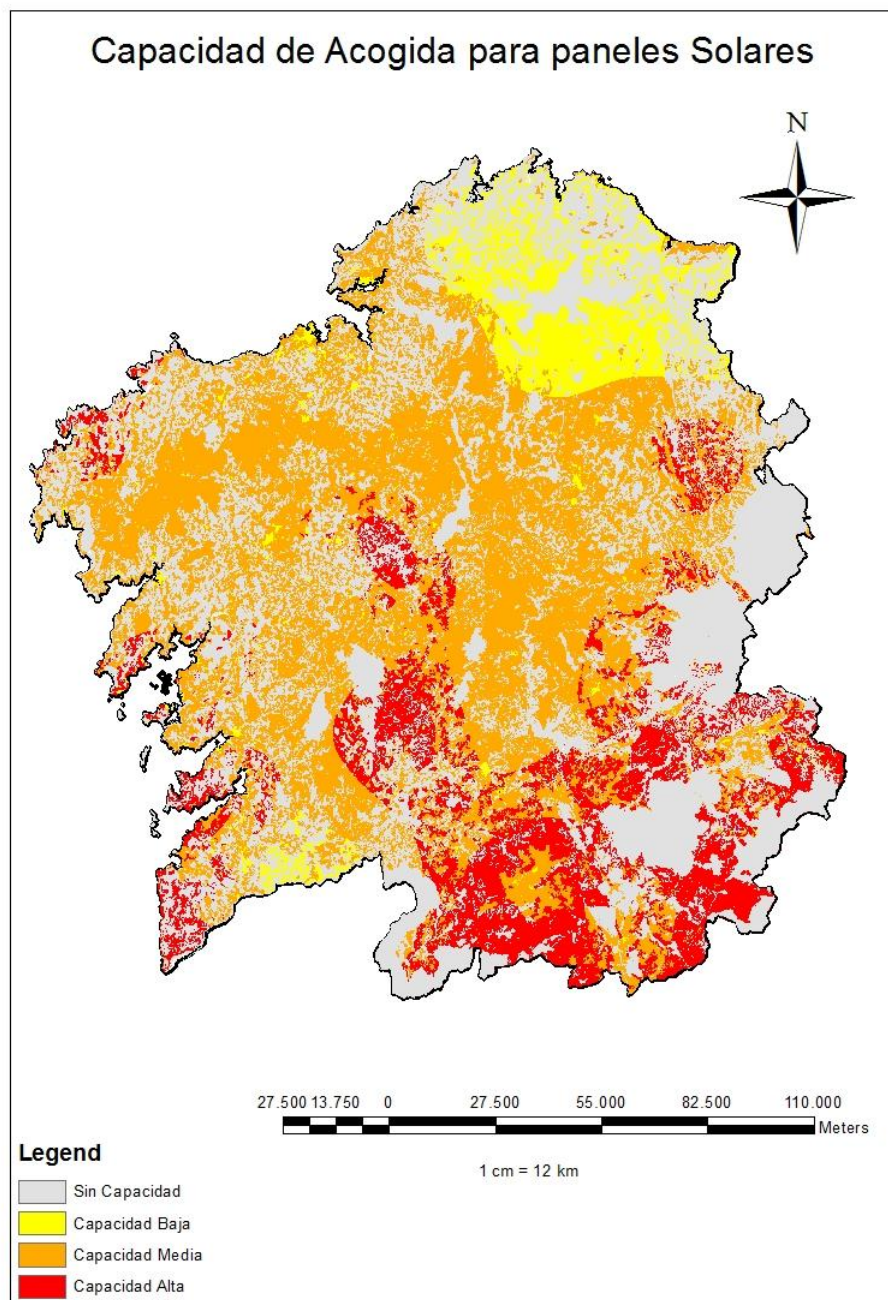 Capacidad de Acogida para paneles Solares
N
27.500 13.750 0 27.500 55.000 82.500 110.000
Meters
1 cm = 12 km
Legend
Sin Capacidad
Capacidad Baja
Capacidad Media
Capacidad Alta